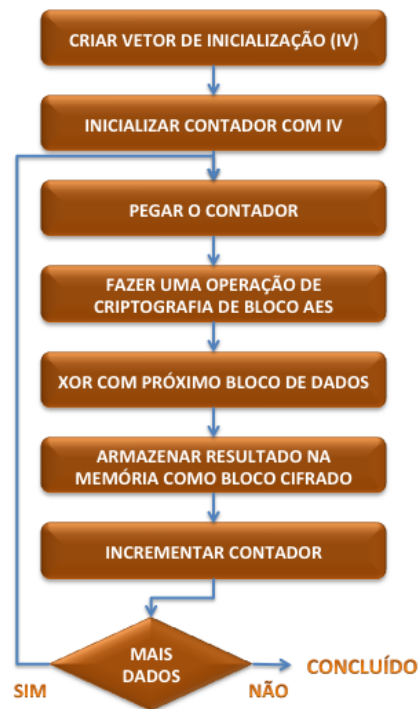 CRIAR VETOR DE INICIALIZAÇÃO (IV)
INICIALIZAR CONTADOR COM IV
PEGAR O CONTADOR
FAZER UMA OPERAÇÃO DE
CRIPTOGRAFIA DE BLOCO AES
XOR COM PRÓXIMO BLOCO DE DADOS
ARMAZENAR RESULTADO NA
MEMÓRIA COMO BLOCO CIFRADO
INCREMENTAR CONTADOR
MAIS
DADOS
SIM
NÃO
CONCLUÍDO